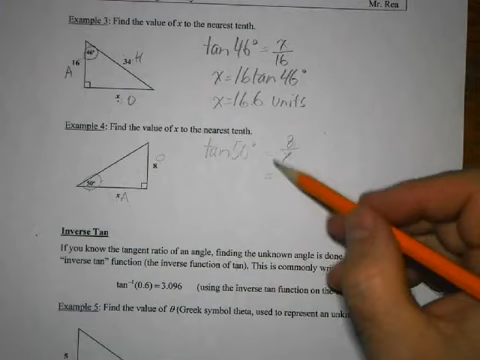 Mr. Rea
Example 3: Find the value of x to the nearest tenth.
tan 46° = x/16
46°
16
34 H
A
x O
x = 16 tan 46°
x = 16.6 units
Example 4: Find the value of x to the nearest tenth.
tan 50° = 8/
8 O
50°
x A
=
Inverse Tan
If you know the tangent ratio of an angle, finding the unknown angle is done
"inverse tan" function (the inverse function of tan). This is commonly
tan⁻¹(0.6) = 3.096 (using the inverse tan function on the
Example 5: Find the value of θ (Greek symbol theta, used to represent an
8